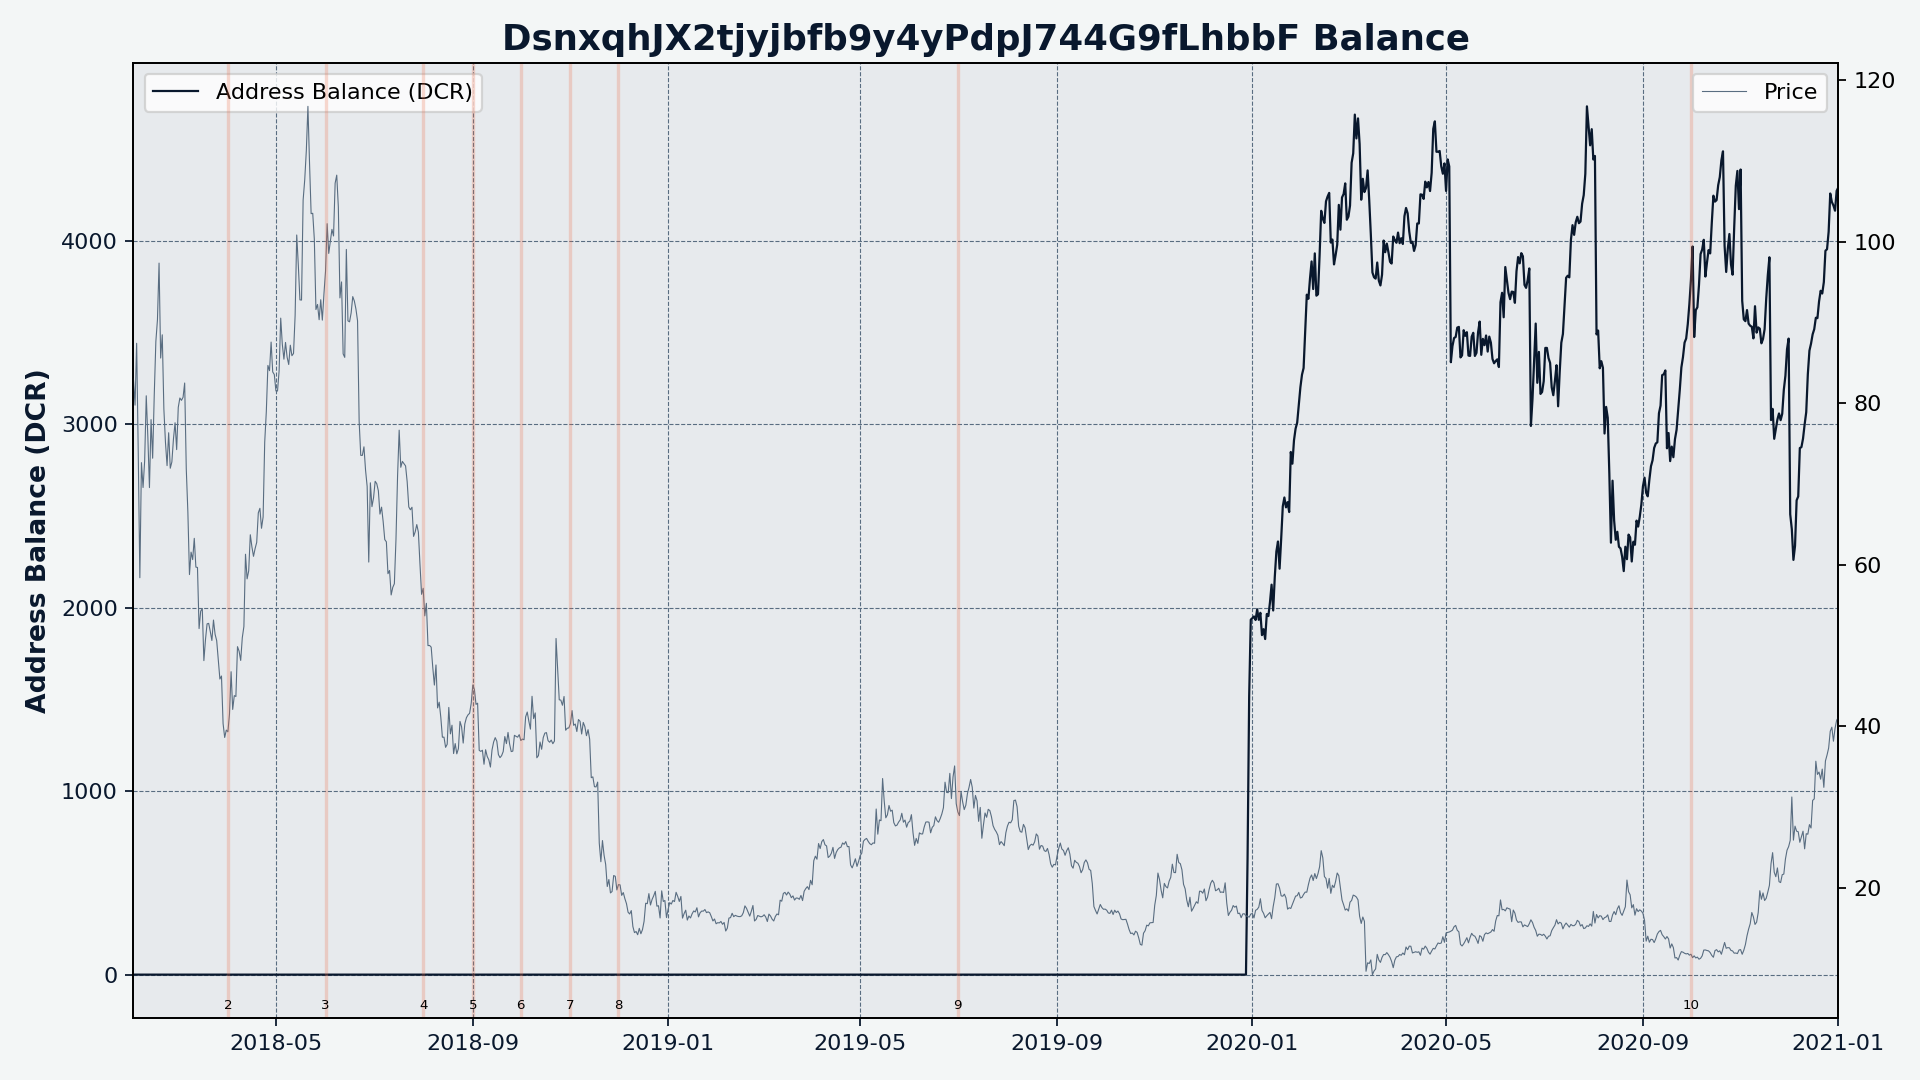 DsnxqhJX2tjyjbfb9y4yPdpJ744G9fLhbbF Balance
Address Balance (DCR)
Price
Address Balance (DCR)
4000
3000
2000
1000
0
120
100
80
60
40
20
2 3 4 5 6 7 8 9 10
2018-05 2018-09 2019-01 2019-05 2019-09 2020-01 2020-05 2020-09 2021-01